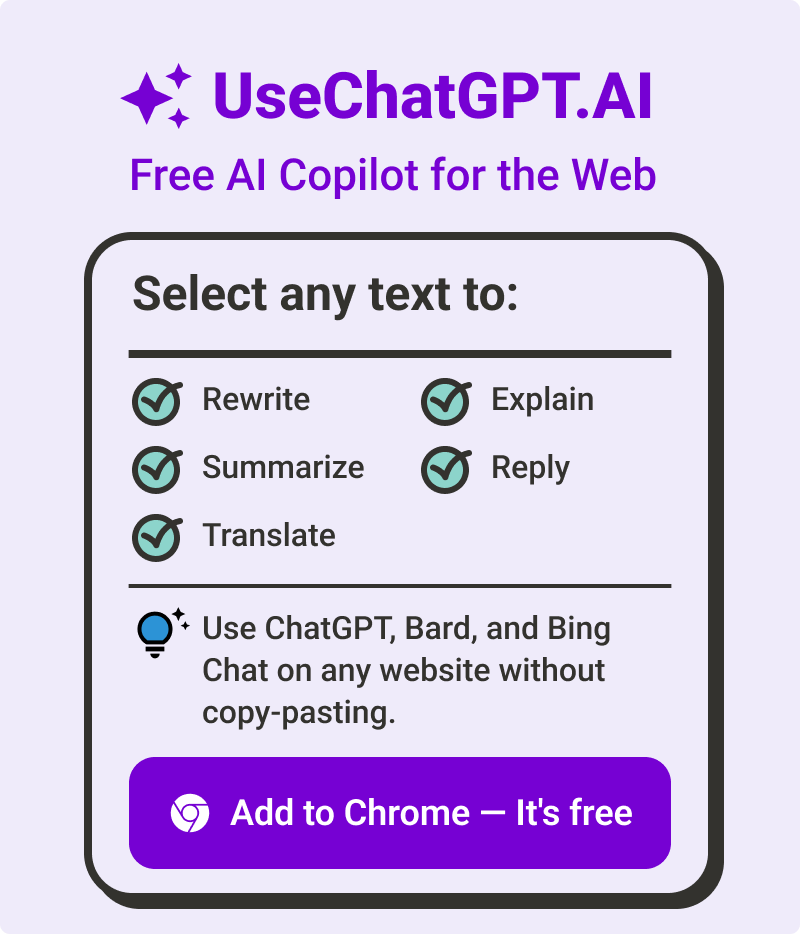 UseChatGPT.AI
Free AI Copilot for the Web
Select any text to:
Rewrite
Explain
Summarize
Reply
Translate
Use ChatGPT, Bard, and Bing
Chat on any website without
copy-pasting.
Add to Chrome — It's free